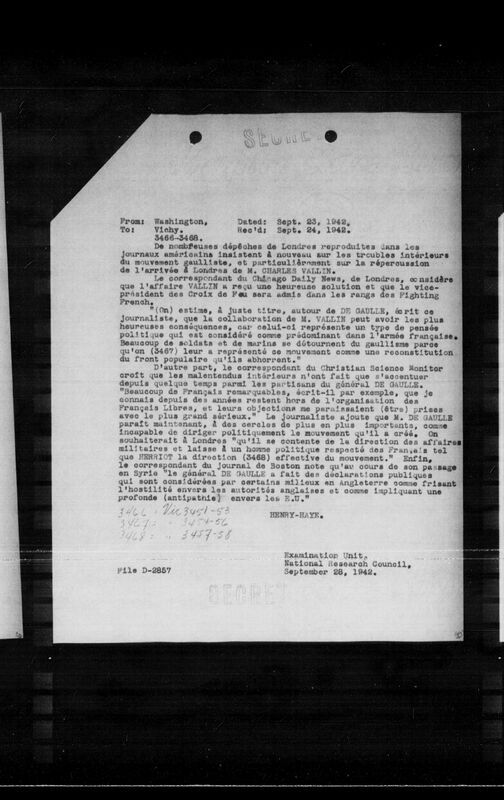 SECRET
From: Washington, Dated: Sept. 23, 1942.
To: Vichy. Rec'd: Sept. 24, 1942.
3466-3468.
De nombreuses dépêches de Londres reproduites dans les
journaux américains insistent à nouveau sur les troubles intérieurs
du mouvement gaulliste, et particulièrement sur la répercussion
de l'arrivée à Londres de M. CHARLES VALLIN.
Le correspondant du Chicago Daily News, de Londres, considère
que l'affaire VALLIN a reçu une heureuse solution et que le vice-
président des Croix de Feu sera admis dans les rangs des Fighting
French.
"(On) estime, à juste titre, autour de DE GAULLE, écrit ce
journaliste, que la collaboration de M. VALLIN peut avoir les plus
heureuses conséquences, car celui-ci représente un type de pensée
politique qui est considéré comme prédominant dans l'armée française.
Beaucoup de soldats et de marins se détournent du gaullisme parce
qu'on (3467) leur a représenté ce mouvement comme une reconstitution
du front populaire qu'ils abhorrent."
D'autre part, le correspondant du Christian Science Monitor
croit que les malentendus intérieurs n'ont fait que s'accentuer
depuis quelque temps parmi les partisans du général DE GAULLE.
"Beaucoup de Français remarquables, écrit-il par exemple, que je
connais depuis des années restent hors de l'organisation des
Français Libres, et leurs objections me paraissaient (être) prises
avec le plus grand sérieux." Le journaliste ajoute que M. DE GAULLE
paraît maintenant, à des cercles de plus en plus importants, comme
incapable de diriger politiquement le mouvement qu'il a créé. On
souhaiterait à Londres "qu'il se contente de la direction des affaires
militaires et laisse à un homme politique respecté des Français tel
que HERRIOT la direction (3468) effective du mouvement." Enfin,
le correspondant du journal de Boston note qu'au cours de son passage
en Syrie "le général DE GAULLE a fait des déclarations publiques
qui sont considérées par certains milieux en Angleterre comme frisant
l'hostilité envers les autorités anglaises et comme impliquant une
profonde (antipathie) envers les E.U."
HENRY-HAYE.
3466 : Vic 3451-53
3467: 3454-56
3468: .. 3457-58
Examination Unit,
National Research Council,
File D-2857 September 28, 1942.
SECRET